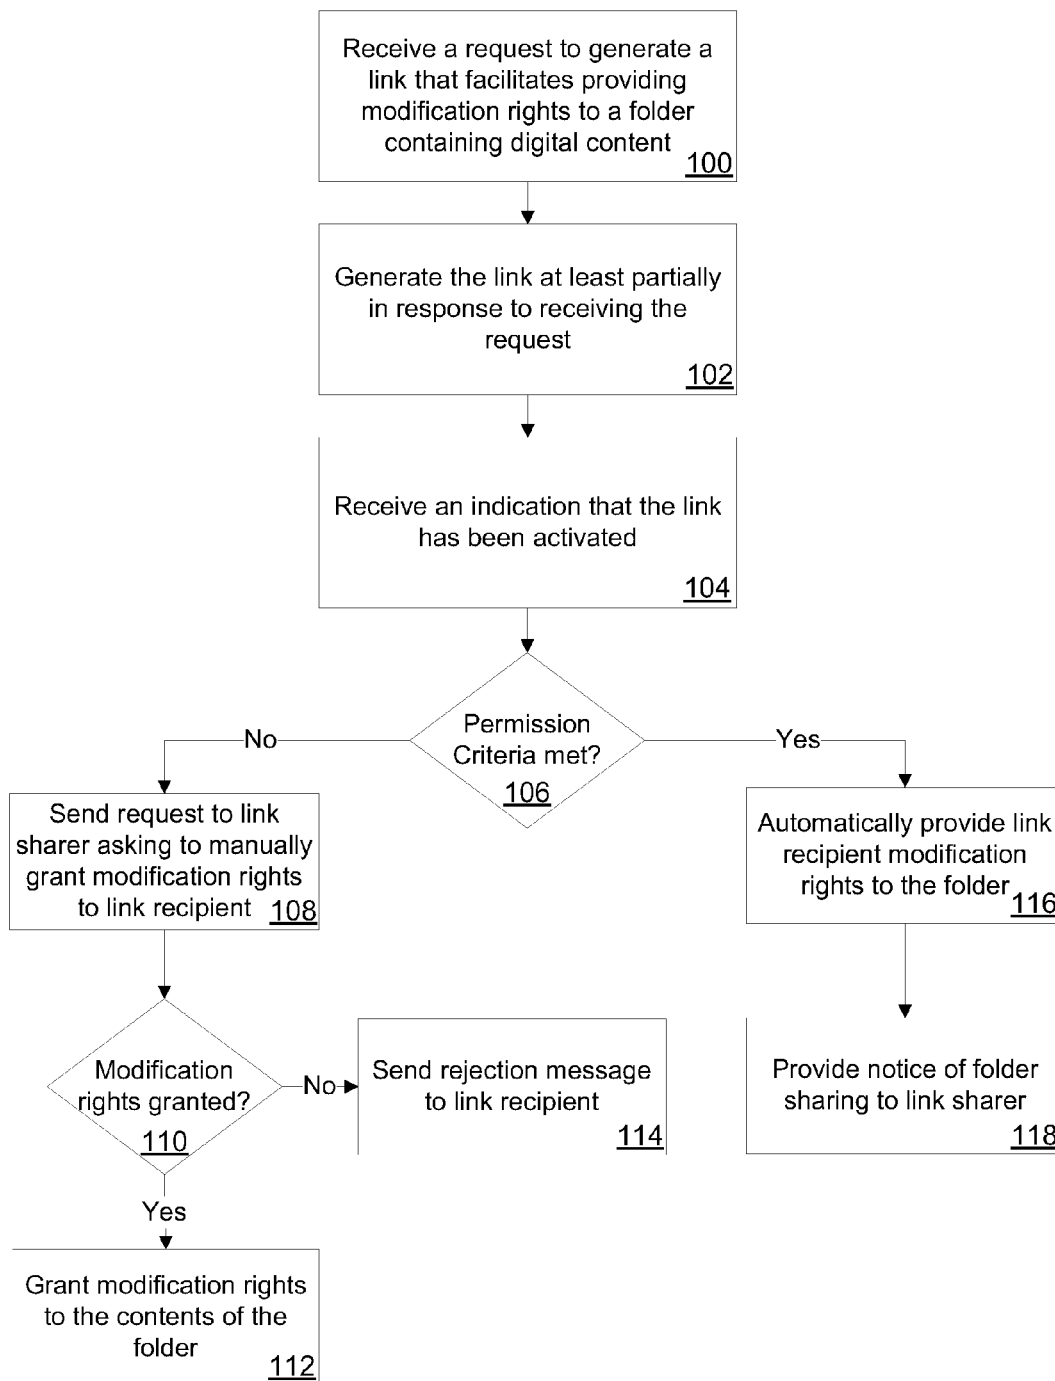 Receive a request to generate a
link that facilitates providing
modification rights to a folder
containing digital content
100
Generate the link at least partially
in response to receiving the
request
102
Receive an indication that the link
has been activated
104
Permission
Criteria met?
106
No
Yes
Send request to link
sharer asking to manually
grant modification rights
to link recipient
108
Automatically provide link
recipient modification
rights to the folder
116
Modification
rights granted?
110
No
Send rejection message
to link recipient
114
Provide notice of folder
sharing to link sharer
118
Yes
Grant modification rights
to the contents of the
folder
112